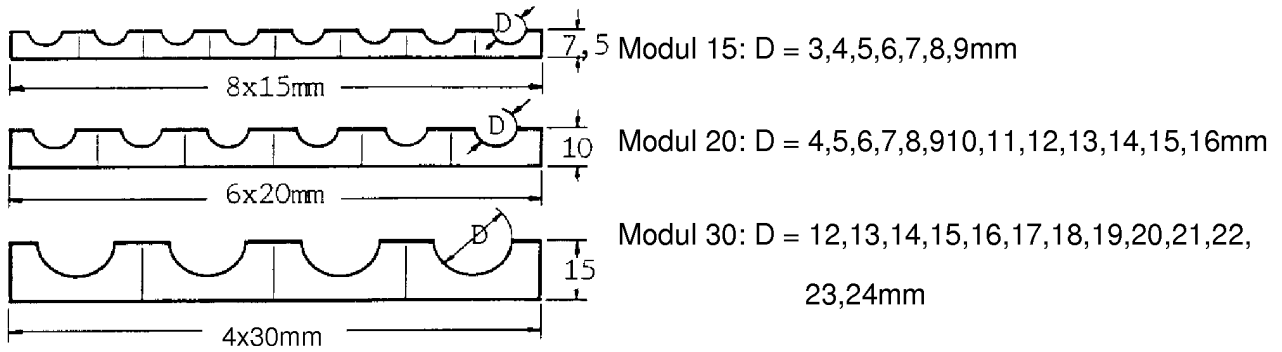 D
7,5
8x15mm
Modul 15: D = 3,4,5,6,7,8,9mm
D
10
6x20mm
Modul 20: D = 4,5,6,7,8,910,11,12,13,14,15,16mm
D
15
4x30mm
Modul 30: D = 12,13,14,15,16,17,18,19,20,21,22,
23,24mm